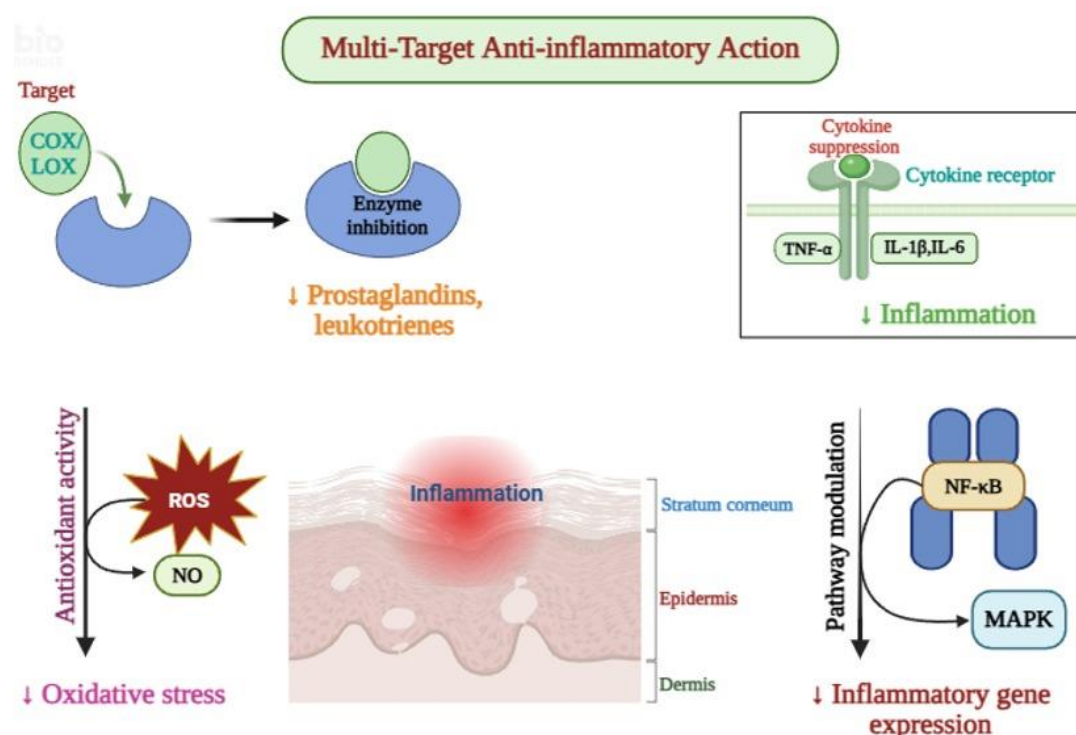 Multi-Target Anti-inflammatory Action
bio
Target
COX/
LOX
Enzyme
inhibition
↓ Prostaglandins,
leukotrienes
Cytokine
suppression
Cytokine receptor
TNF-α
IL-1β,IL-6
↓ Inflammation
Antioxidant activity
ROS
NO
↓ Oxidative stress
Inflammation
Stratum corneum
Epidermis
Dermis
Pathway modulation
NF-κB
MAPK
↓ Inflammatory gene
expression